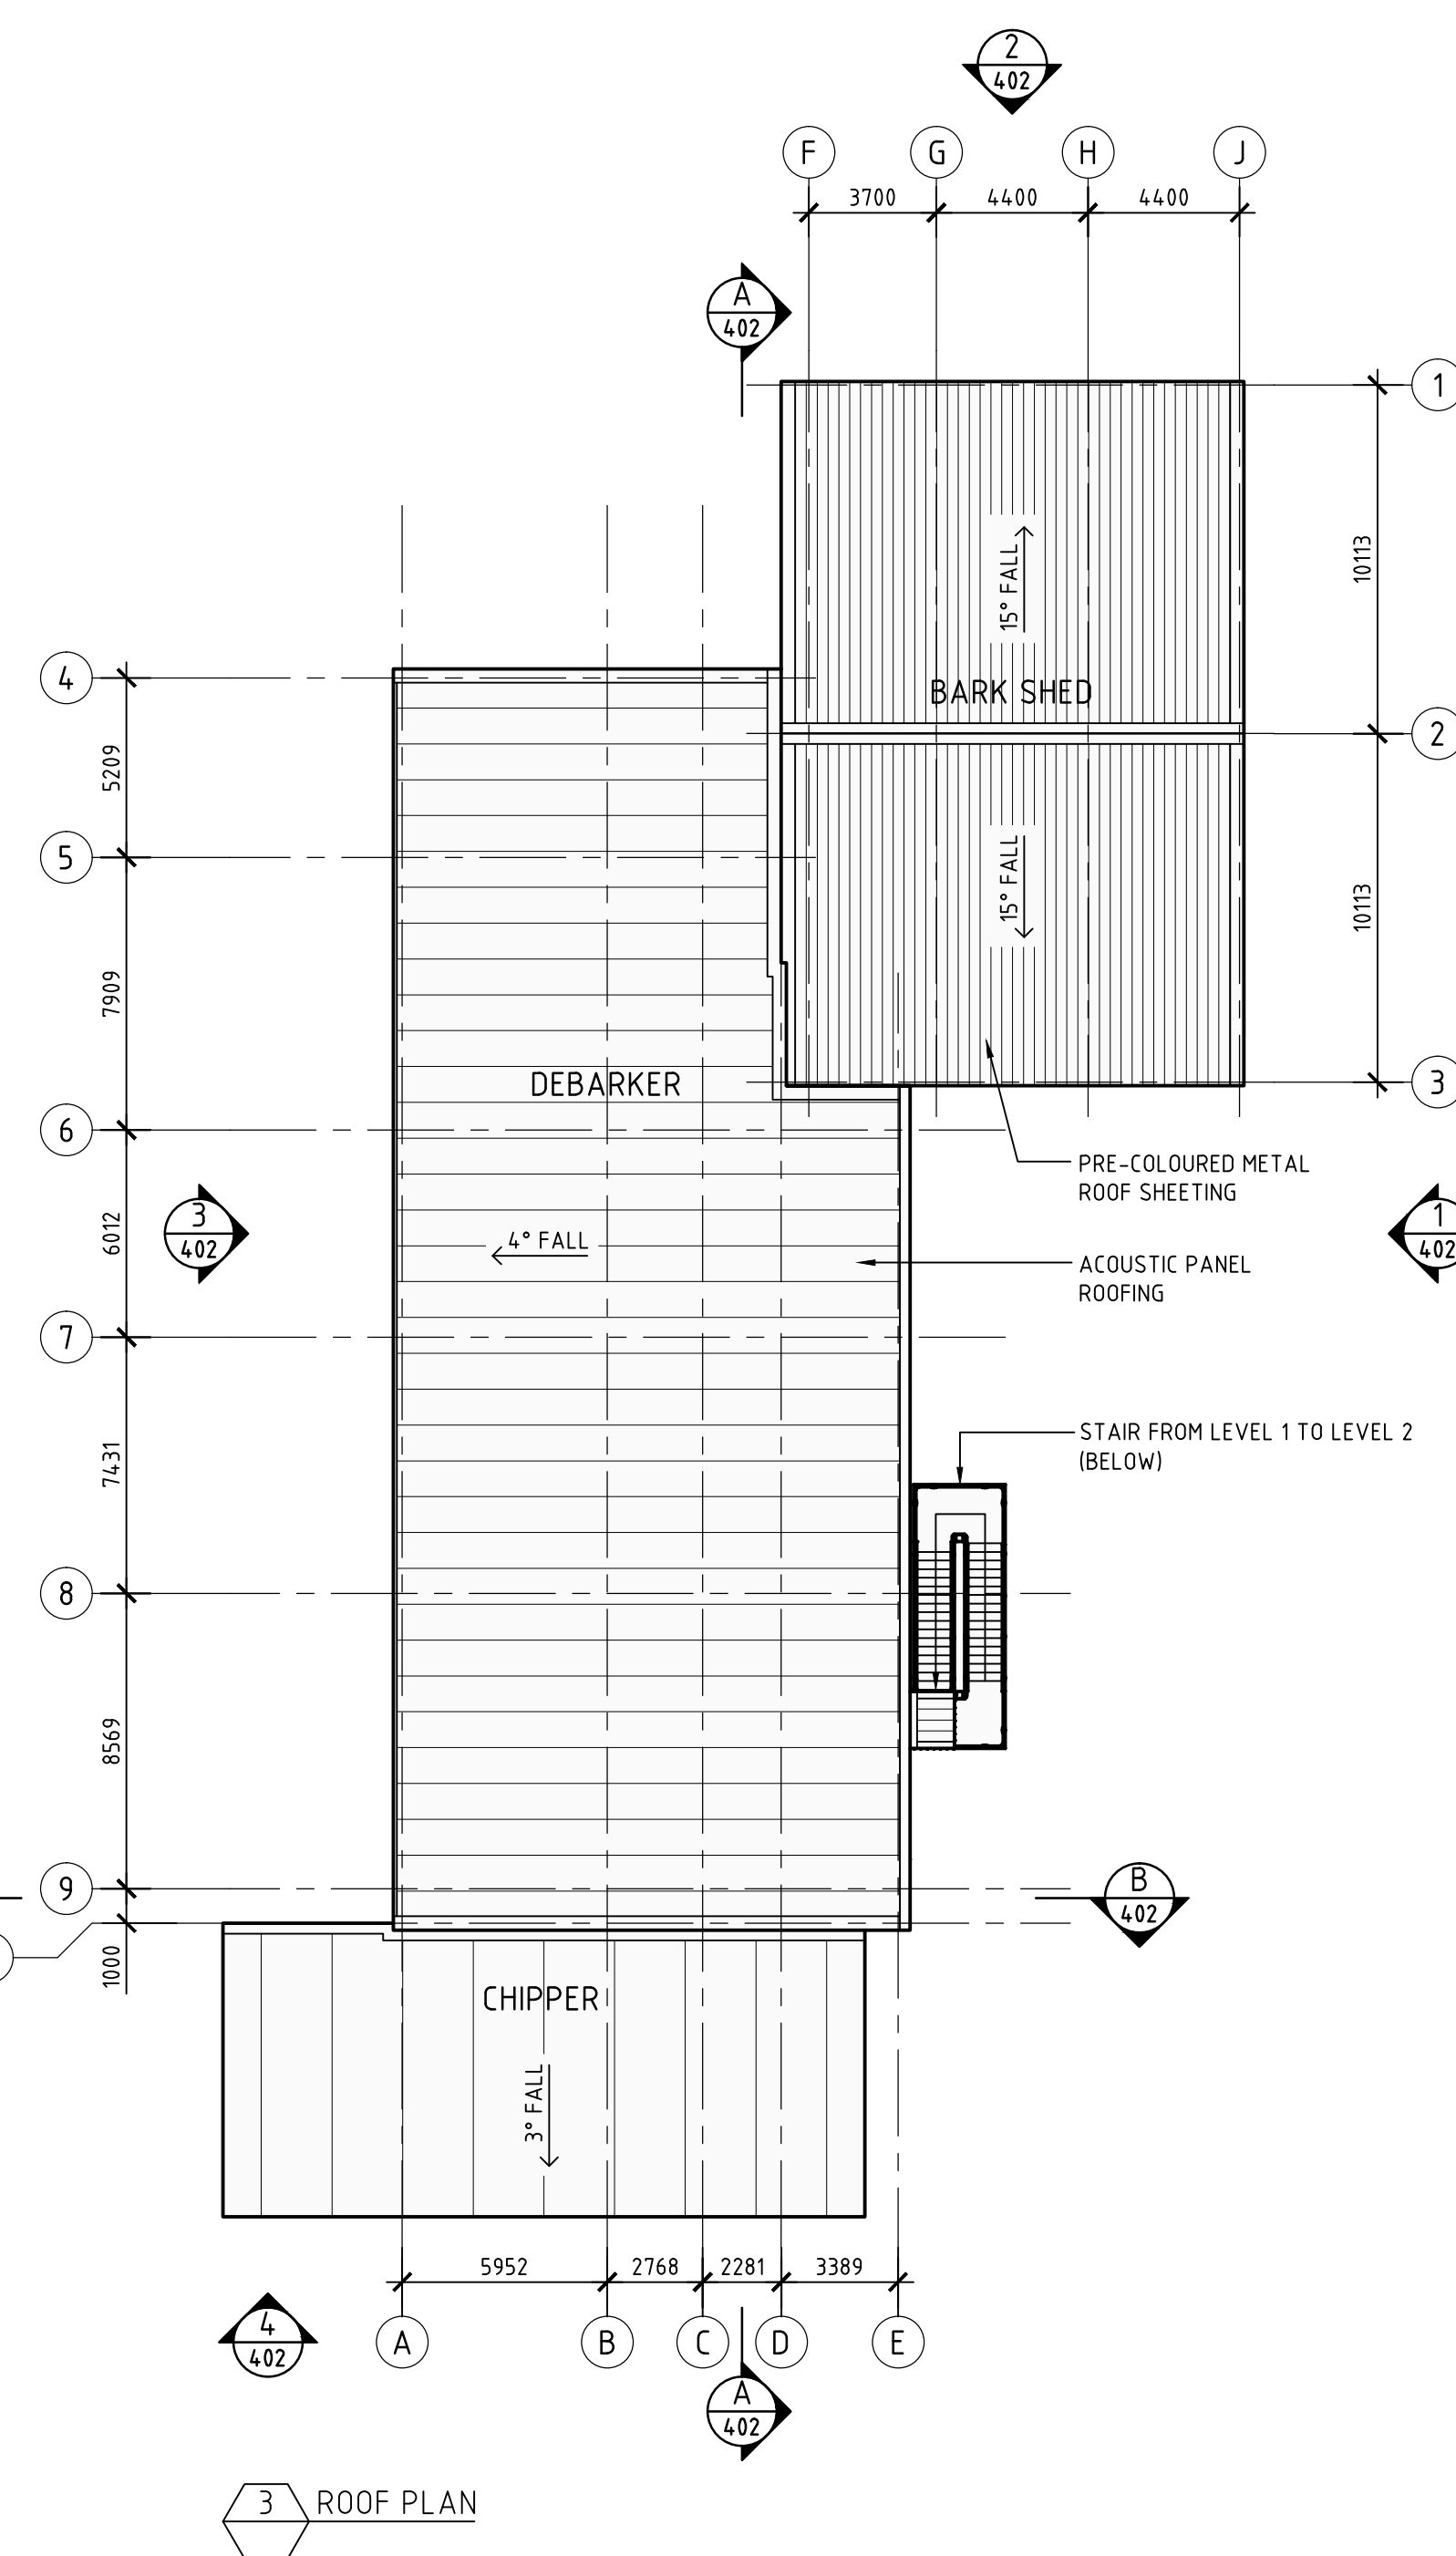 2
402
F
G
H
J
3700
4400
4400
A
402
1
10113
15° FALL
4
BARK SHED
2
5209
5
15° FALL
10113
7909
DEBARKER
3
6
PRE-COLOURED METAL
ROOF SHEETING
3
402
6012
4° FALL
1
402
ACOUSTIC PANEL
ROOFING
7
STAIR FROM LEVEL 1 TO LEVEL 2
(BELOW)
7431
8
8569
9
B
402
1000
CHIPPER
3° FALL
5952
2768
2281
3389
4
402
A
B
C
D
E
A
402
3
ROOF PLAN